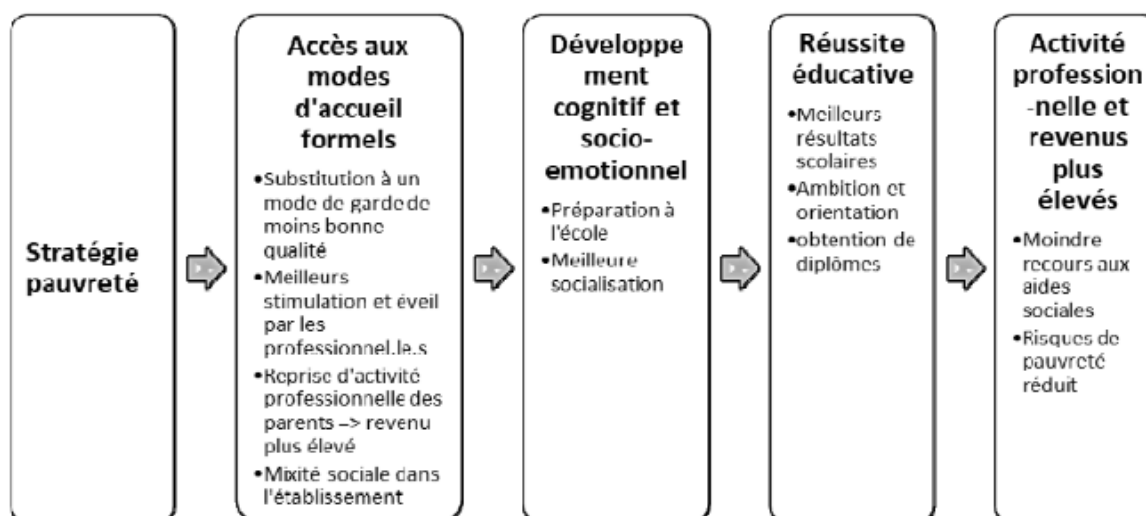 Stratégie
pauvreté
Accès aux
modes
d'accueil
formels
•Substitution à un
mode de garde de
moins bonne
qualité
•Meilleurs
stimulation et éveil
par les
professionnel.le.s
•Reprise d'activité
professionnelle des
parents –> revenu
plus élevé
•Mixité sociale dans
l'établissement
Développe
ment
cognitif et
socio-
emotionnel
•Préparation à
l'école
•Meilleure
socialisation
Réussite
éducative
•Meilleurs
résultats
scolaires
•Ambition et
orientation
•obtention de
diplômes
Activité
profession
-nelle et
revenus
plus
élevés
•Moindre
recours aux
aides
sociales
•Risques de
pauvreté
réduit